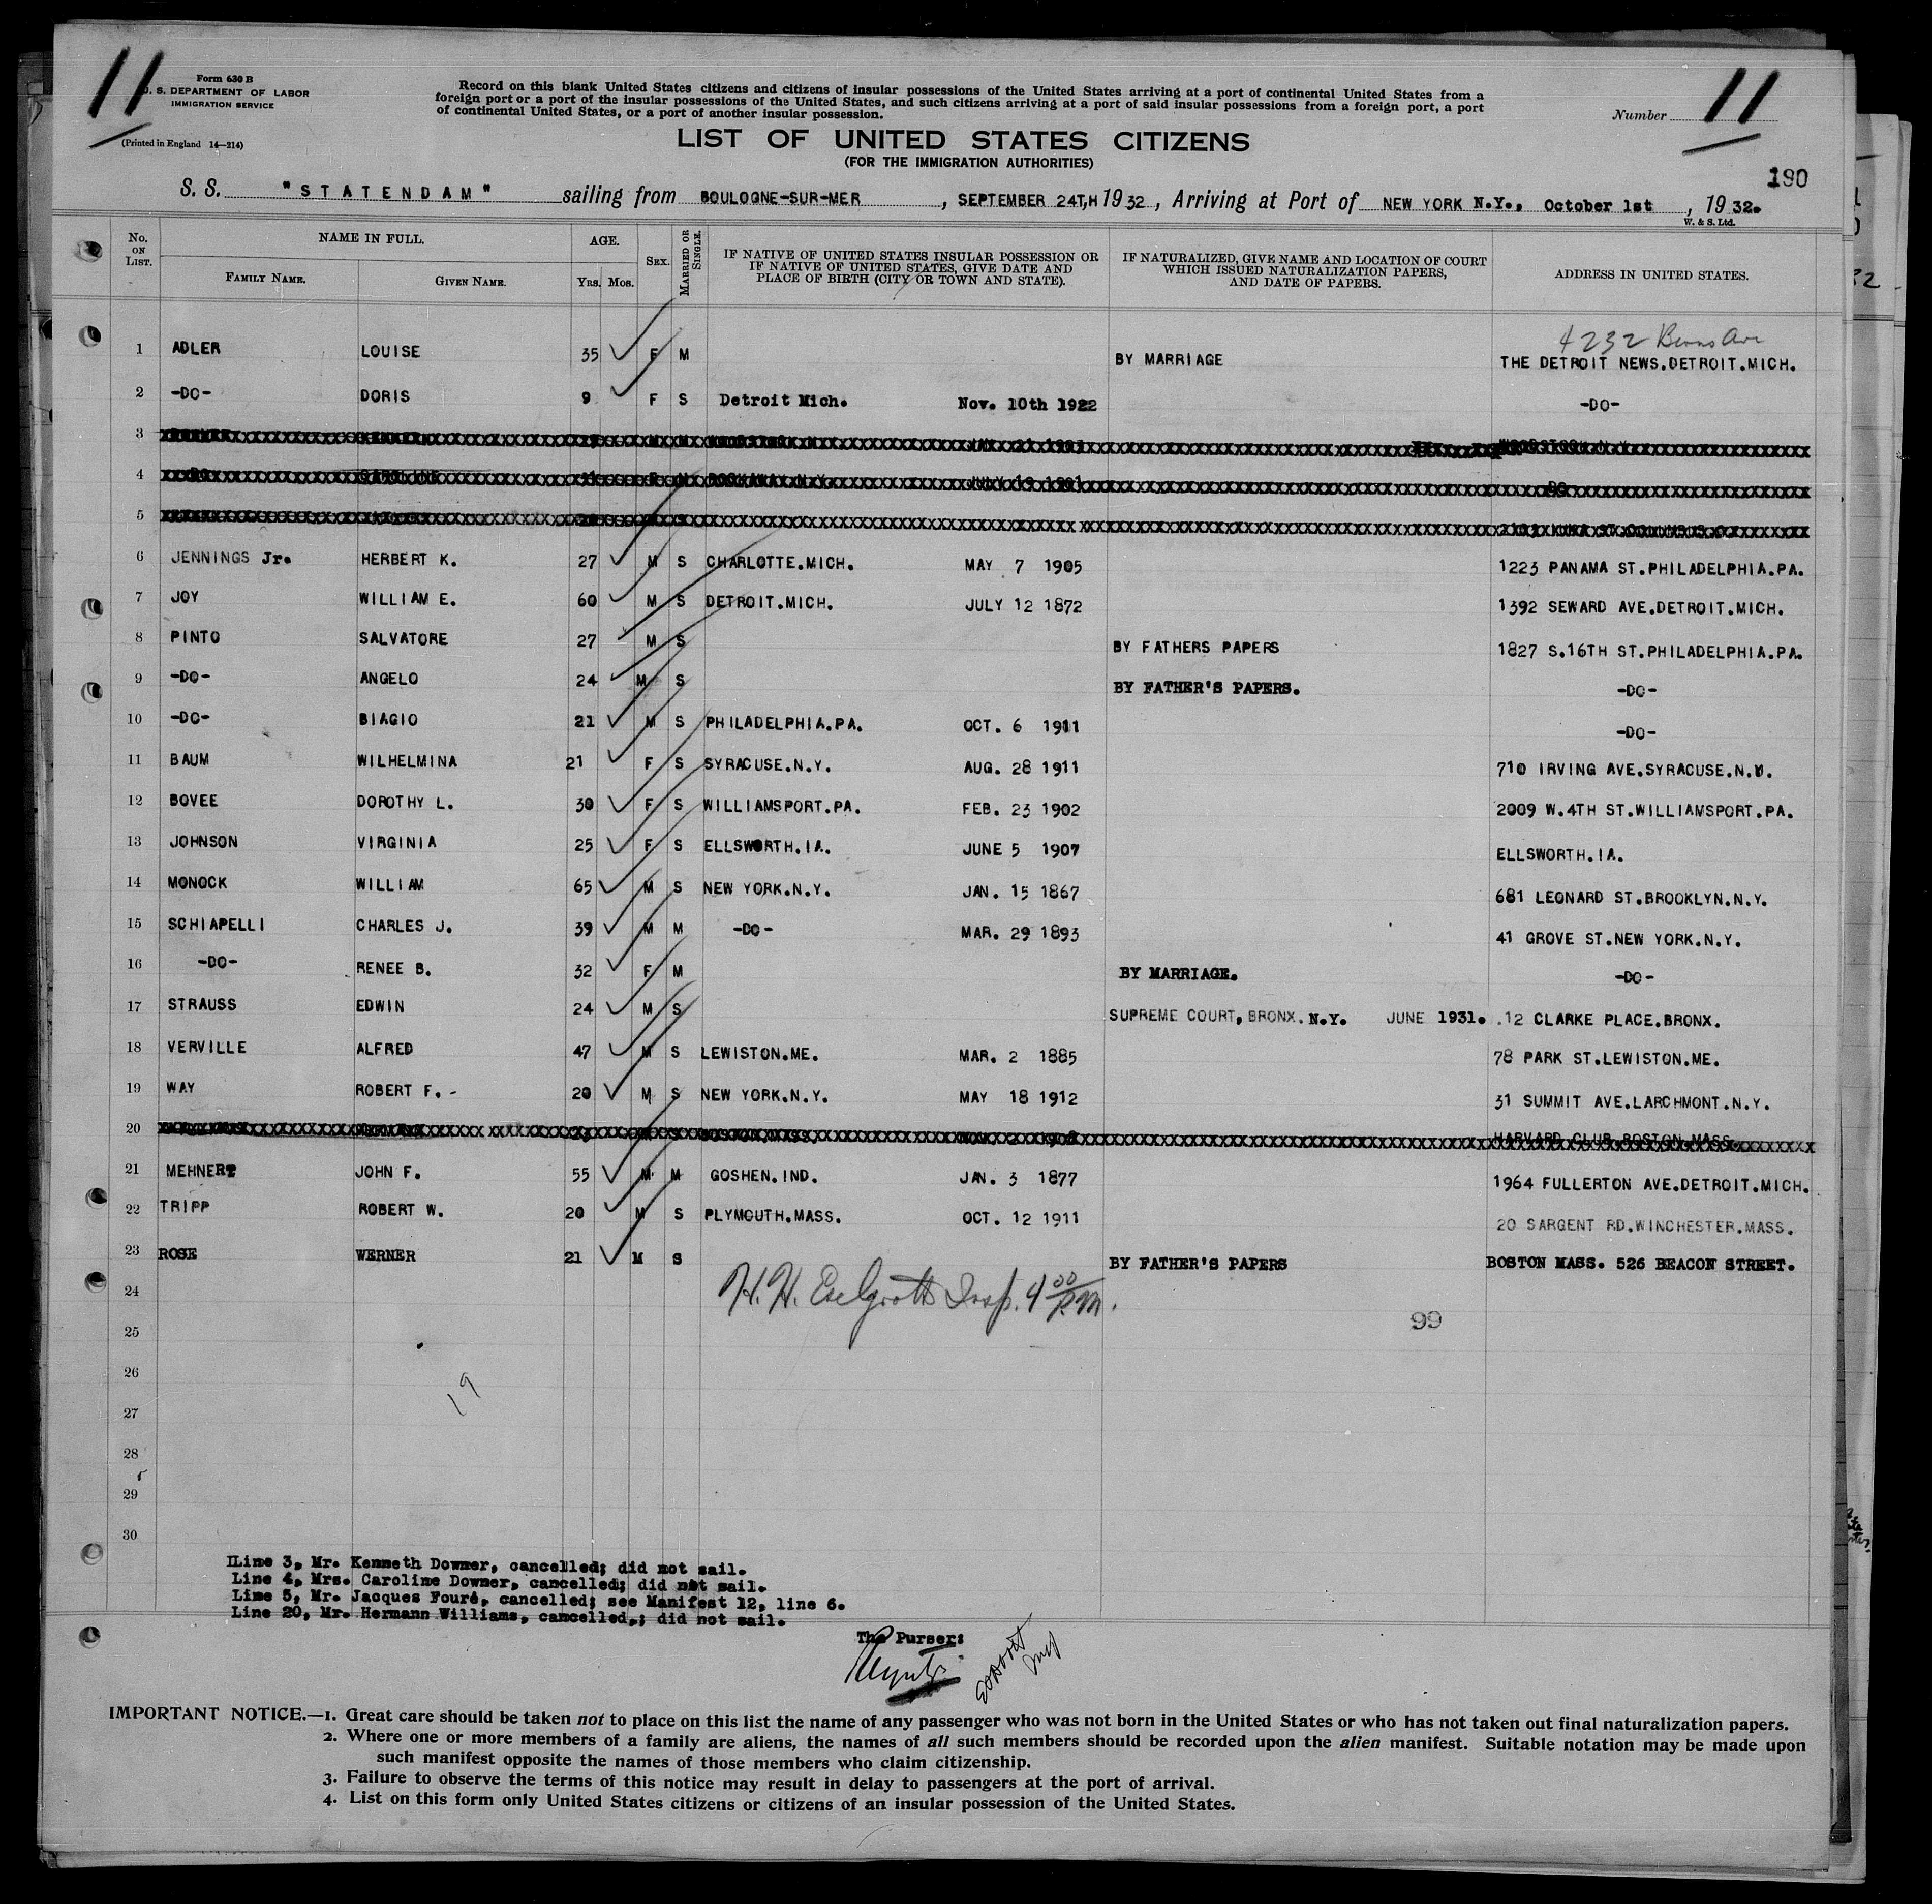 11
Form 630 B
U. S. DEPARTMENT OF LABOR
IMMIGRATION SERVICE
(Printed in England 14—214)
Record on this blank United States citizens and citizens of insular possessions of the United States arriving at a port of continental United States from a
foreign port or a port of the insular possessions of the United States, and such citizens arriving at a port of said insular possessions from a foreign port, a port
of continental United States, or a port of another insular possession.
Number 11
LIST OF UNITED STATES CITIZENS
(FOR THE IMMIGRATION AUTHORITIES)
190
S. S. "STATENDAM" sailing from BOULOGNE-SUR-MER, SEPTEMBER 24T,H 1932, Arriving at Port of NEW YORK N.Y., October 1st, 1932.
W. & S. Ltd.
No. ON LIST. NAME IN FULL. FAMILY NAME. GIVEN NAME. AGE. YRS. MOS. SEX. MARRIED OR SINGLE. IF NATIVE OF UNITED STATES INSULAR POSSESSION OR IF NATIVE OF UNITED STATES, GIVE DATE AND PLACE OF BIRTH (CITY OR TOWN AND STATE). IF NATURALIZED, GIVE NAME AND LOCATION OF COURT WHICH ISSUED NATURALIZATION PAPERS, AND DATE OF PAPERS. ADDRESS IN UNITED STATES.
4232 Ave
1 ADLER LOUISE 35 F M BY MARRIAGE THE DETROIT NEWS.DETROIT.MICH.
2 -DO- DORIS 9 F S Detroit Mich. Nov. 10th 1922 -DO-
3
4 -DO- CAROLINE F M ROCKAWAY N.Y. JULY 19 1901 -DO-
5
6 JENNINGS Jr. HERBERT K. 27 M S CHARLOTTE.MICH. MAY 7 1905 1223 PANAMA ST.PHILADELPHIA.PA.
7 JOY WILLIAM E. 60 M S DETROIT.MICH. JULY 12 1872 1392 SEWARD AVE.DETROIT.MICH.
8 PINTO SALVATORE 27 M S BY FATHERS PAPERS 1827 S.16TH ST.PHILADELPHIA.PA.
9 -DO- ANGELO 24 M S BY FATHER'S PAPERS. -DO-
10 -DO- BIAGIO 21 M S PHILADELPHIA.PA. OCT. 6 1911 -DO-
11 BAUM WILHELMINA 21 F S SYRACUSE.N.Y. AUG. 28 1911 710 IRVING AVE.SYRACUSE.N.Y.
12 BOVEE DOROTHY L. 30 F S WILLIAMSPORT.PA. FEB. 23 1902 2009 W.4TH ST.WILLIAMSPORT.PA.
13 JOHNSON VIRGINIA 25 F S ELLSWORTH.IA. JUNE 5 1907 ELLSWORTH.IA.
14 MONOCK WILLIAM 65 M S NEW YORK.N.Y. JAN. 15 1867 681 LEONARD ST.BROOKLYN.N.Y.
15 SCHIAPELLI CHARLES J. 39 M M -DO- MAR. 29 1893 41 GROVE ST.NEW YORK.N.Y.
16 -DO- RENEE B. 32 F M BY MARRIAGE. -DO-
17 STRAUSS EDWIN 24 M S SUPREME COURT, BRONX. N.Y. JUNE 1931. .12 CLARKE PLACE.BRONX.
18 VERVILLE ALFRED 47 M S LEWISTON.ME. MAR. 2 1885 78 PARK ST.LEWISTON.ME.
19 WAY ROBERT F. - 20 M S NEW YORK.N.Y. MAY 18 1912 31 SUMMIT AVE.LARCHMONT.N.Y.
20 BOSTON.MASS. HARVARD CLUB BOSTON MASS.
21 MEHNERT JOHN F. 55 M M GOSHEN.IND. JAN. 3 1877 1964 FULLERTON AVE.DETROIT.MICH.
22 TRIPP ROBERT W. 20 M S PLYMOUTH.MASS. OCT. 12 1911 20 SARGENT RD.WINCHESTER.MASS.
23 ROSE WERNER 21 M S BY FATHER'S PAPERS BOSTON MASS. 526 BEACON STREET.
24 H. H. Insp. 4 00 P.M.
25 99
26
27 19
28
29
30
Line 3, Mr. Kenneth Downer, cancelled; did not sail.
Line 4, Mrs. Caroline Downer, cancelled; did not sail.
Line 5, Mr. Jacques Fouré, cancelled; see Manifest 12, line 6.
Line 20, Mr. Hermann Williams, cancelled,; did not sail.
The Purser:
IMPORTANT NOTICE.—1. Great care should be taken not to place on this list the name of any passenger who was not born in the United States or who has not taken out final naturalization papers.
2. Where one or more members of a family are aliens, the names of all such members should be recorded upon the alien manifest. Suitable notation may be made upon
such manifest opposite the names of those members who claim citizenship.
3. Failure to observe the terms of this notice may result in delay to passengers at the port of arrival.
4. List on this form only United States citizens or citizens of an insular possession of the United States.